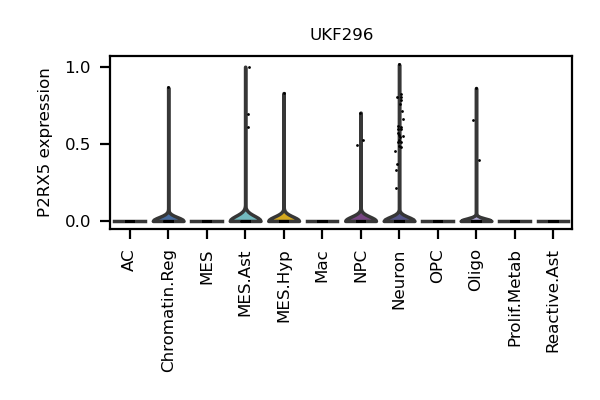 UKF296
P2RX5 expression
1.0
0.5
0.0
AC
Chromatin.Reg
MES
MES.Ast
MES.Hyp
Mac
NPC
Neuron
OPC
Oligo
Prolif.Metab
Reactive.Ast